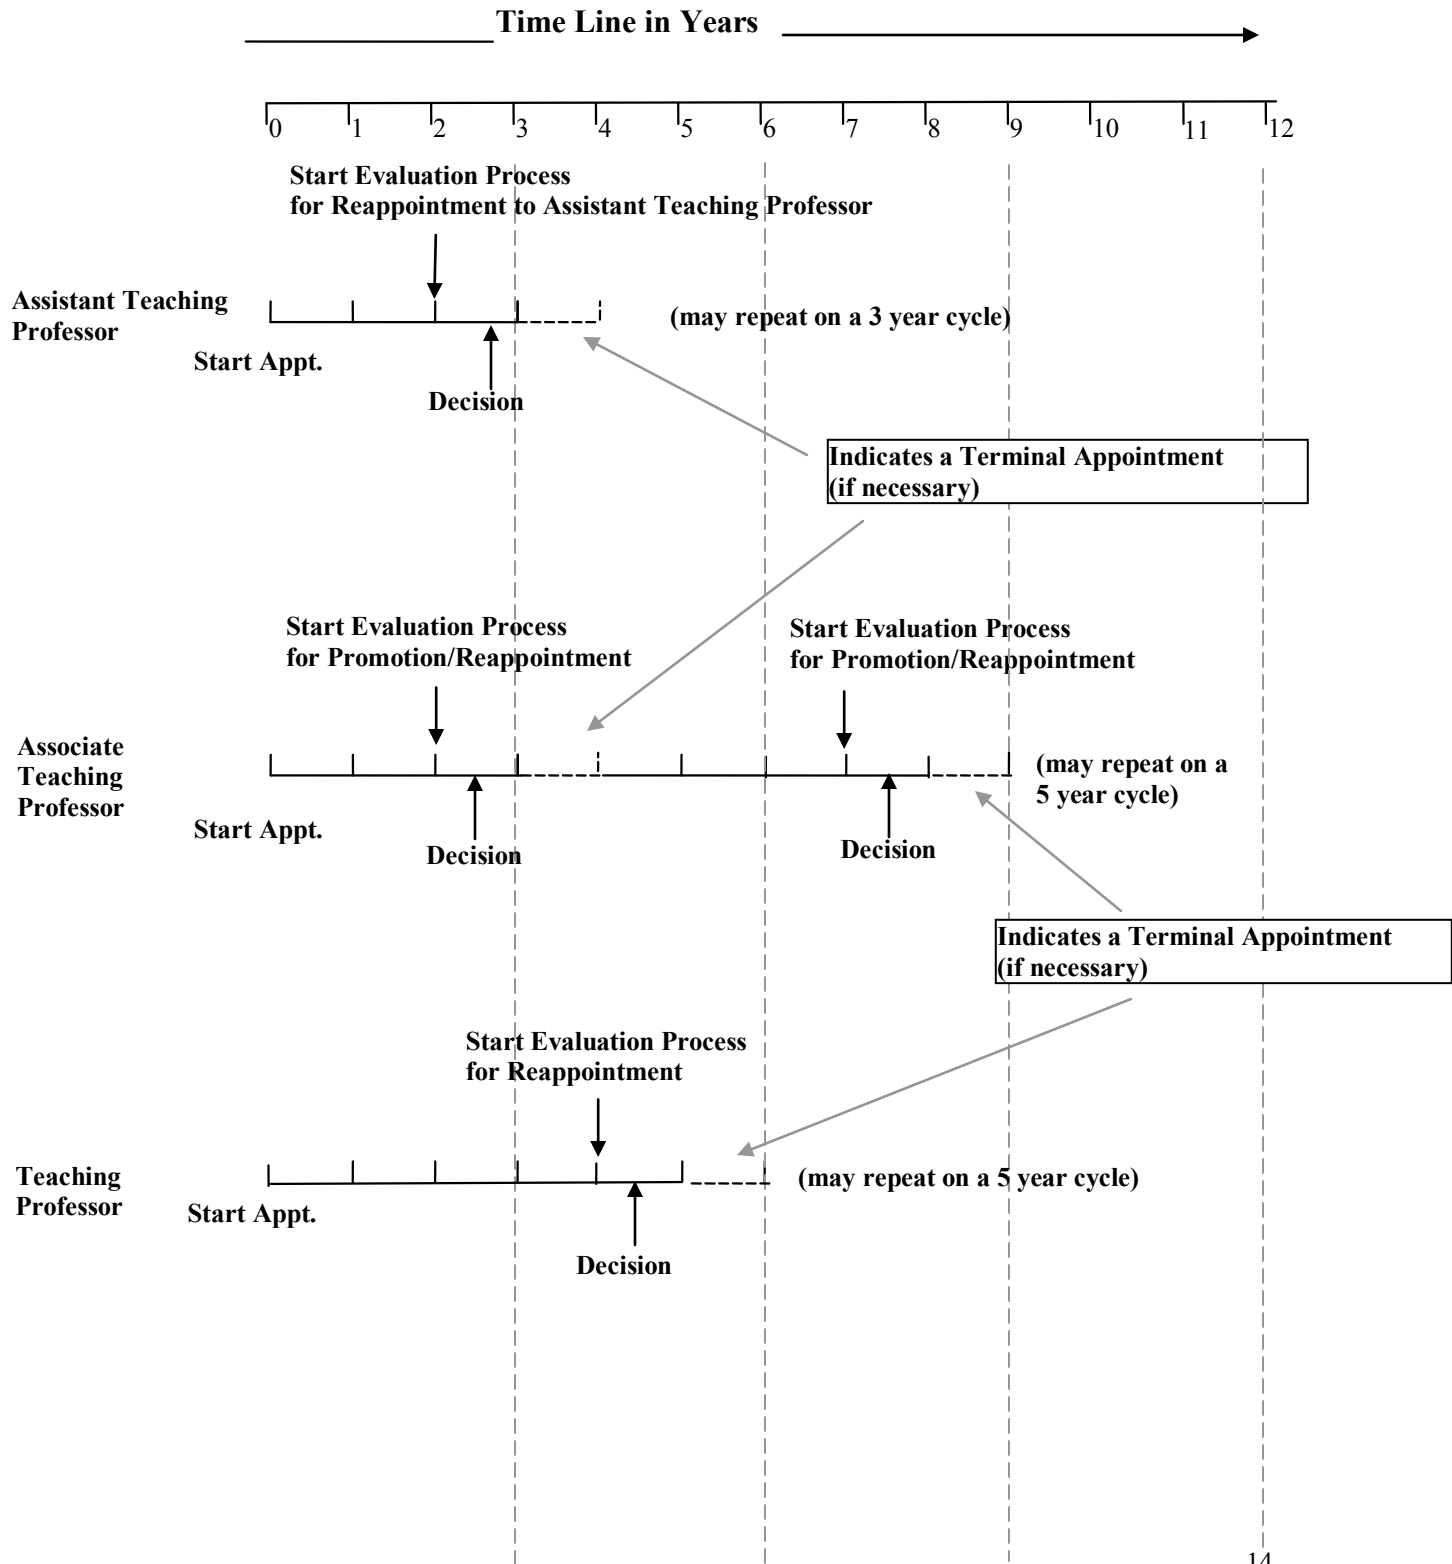 Time Line in Years
0 1 2 3 4 5 6 7 8 9 10 11 12
Start Evaluation Process
for Reappointment to Assistant Teaching Professor
Assistant Teaching
Professor
(may repeat on a 3 year cycle)
Start Appt.
Decision
Indicates a Terminal Appointment
(if necessary)
Start Evaluation Process
for Promotion/Reappointment
Start Evaluation Process
for Promotion/Reappointment
Associate
Teaching
Professor
(may repeat on a
5 year cycle)
Start Appt.
Decision
Decision
Indicates a Terminal Appointment
(if necessary)
Start Evaluation Process
for Reappointment
Teaching
Professor
(may repeat on a 5 year cycle)
Start Appt.
Decision
14